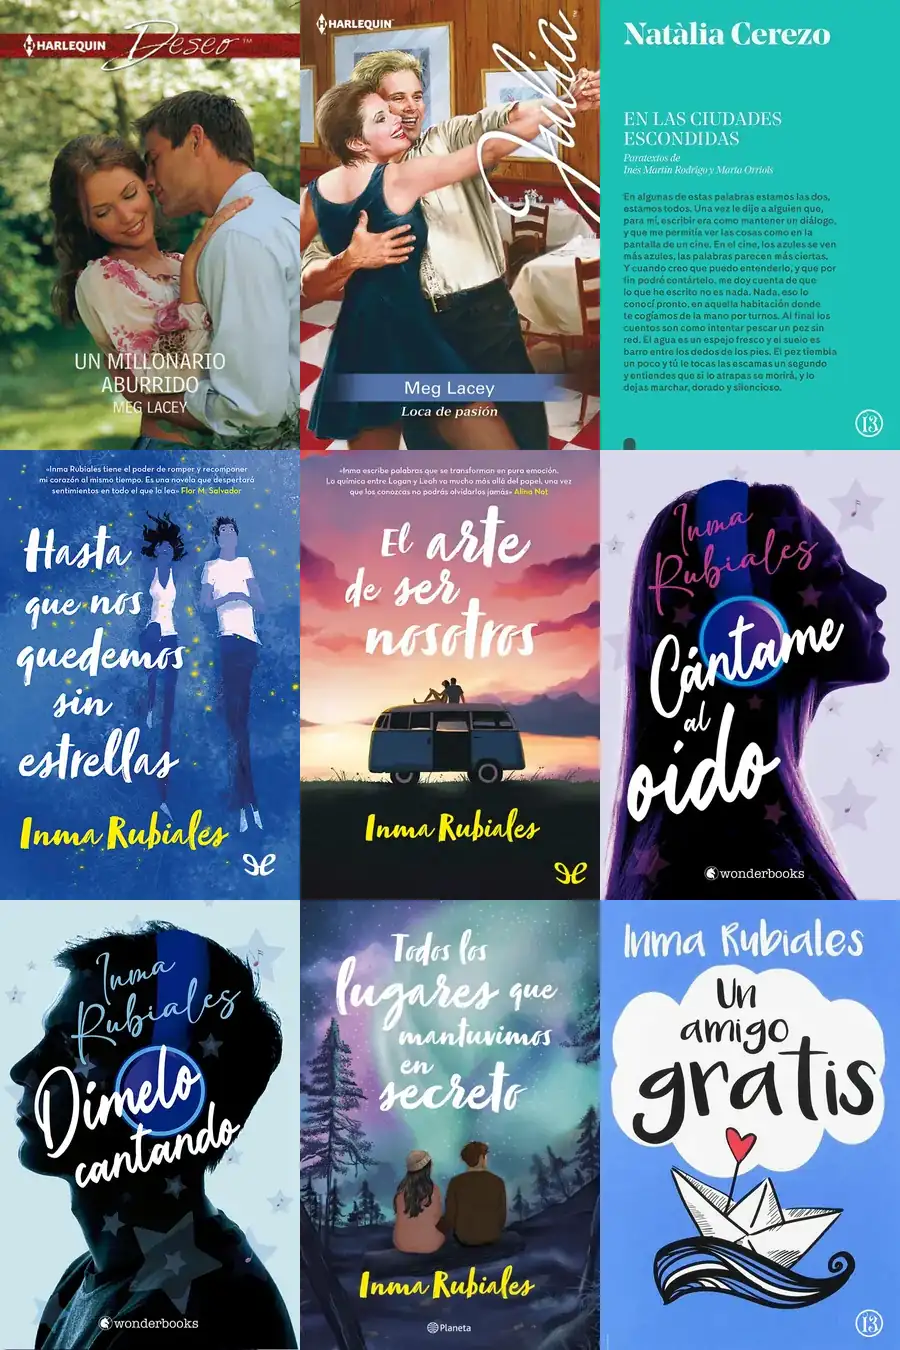 HARLEQUIN™
Deseo™
UN MILLONARIO
ABURRIDO
MEG LACEY
HARLEQUIN™
Julia™
Meg Lacey
Loca de pasión
Natàlia Cerezo
EN LAS CIUDADES
ESCONDIDAS
Paratextos de
Inés Martín Rodrigo y Marta Orriols
En algunas de estas palabras estamos las dos,
estamos todos. Una vez le dije a alguien que,
para mí, escribir era como mantener un diálogo,
y que me permitía ver las cosas como en la
pantalla de un cine. En el cine, los azules se ven
más azules, las palabras parecen más ciertas.
Y cuando creo que puedo entenderlo, y que por
fin podré contártelo, me doy cuenta de que
lo que he escrito no es nada. Nada, eso lo
conocí pronto, en aquella habitación donde
te cogíamos de la mano por turnos. Al final los
cuentos son como intentar pescar un pez sin
red. El agua es un espejo fresco y el suelo es
barro entre los dedos de los pies. El pez tiembla
un poco y tú le tocas las escamas un segundo
y entiendes que si lo atrapas se morirá, y lo
dejas marchar, dorado y silencioso.
13
«Inma Rubiales tiene el poder de romper y recomponer
mi corazón al mismo tiempo. Es una novela que despertará
sentimientos en todo el que la lea» Flor M. Salvador
Hasta
que nos
quedemos
sin
estrellas
Inma Rubiales
«Inma escribe palabras que se transforman en pura emoción.
La química entre Logan y Leah va mucho más allá del papel, una vez
que los conozcas no podrás olvidarlos jamás» Alina Not
El arte
de ser
nosotros
Inma Rubiales
Inma
Rubiales
Cántame
al
oído
wonderbooks
Inma
Rubiales
Dímelo
cantando
wonderbooks
Todos los
lugares que
mantuvimos
en
secreto
Inma Rubiales
Planeta
Inma Rubiales
Un
amigo
gratis
13